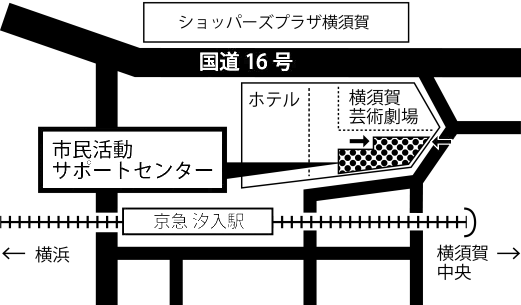 ショッパーズプラザ横須賀
国道 16 号
ホテル
横須賀
芸術劇場
市民活動
サポートセンター
京急 汐入駅
横浜
横須賀
中央